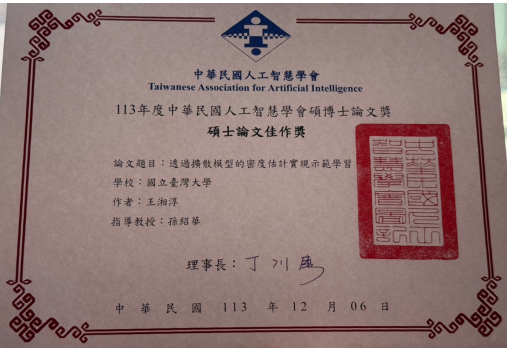 中華民國人工智慧學會
Taiwanese Association for Artificial Intelligence
113年度中華民國人工智慧學會碩博士論文獎
碩士論文佳作獎
論文題目：透過擴散模型的密度估計實現示範學習
學校：國立臺灣大學
作者：王湘淳
指導教授：孫紹華
理事長：丁川康
中華民國 113 年 12 月 06 日